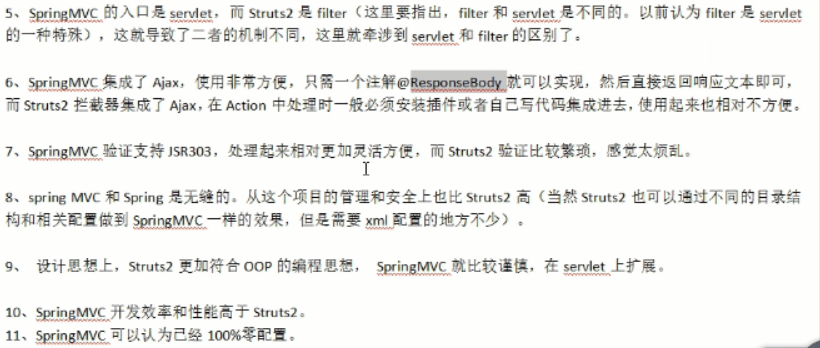 5、SpringMVC 的入口是 servlet，而 Struts2 是 filter（这里要指出，filter 和 servlet 是不同的。以前认为 filter 是 servlet
的一种特殊），这就导致了二者的机制不同，这里就牵涉到 servlet 和 filter 的区别了。
6、SpringMVC 集成了 Ajax，使用非常方便，只需一个注解@ResponseBody 就可以实现，然后直接返回响应文本即可，
而 Struts2 拦截器集成了 Ajax，在 Action 中处理时一般必须安装插件或者自己写代码集成进去，使用起来也相对不方便。
7、SpringMVC 验证支持 JSR303，处理起来相对更加灵活方便，而 Struts2 验证比较繁琐，感觉太烦乱。
8、spring MVC 和 Spring 是无缝的。从这个项目的管理和安全上也比 Struts2 高（当然 Struts2 也可以通过不同的目录结
构和相关配置做到 SpringMVC 一样的效果，但是需要 xml 配置的地方不少）。
9、 设计思想上，Struts2 更加符合 OOP 的编程思想， SpringMVC 就比较谨慎，在 servlet 上扩展。
10、SpringMVC 开发效率和性能高于 Struts2。
11、SpringMVC 可以认为已经 100%零配置。